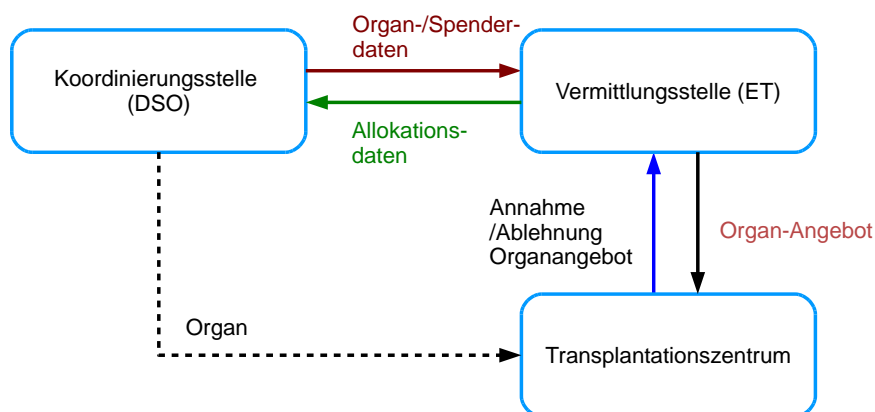 Organ-/Spender-
daten
Koordinierungsstelle
(DSO)
Vermittlungsstelle (ET)
Allokations-
daten
Annahme
/Ablehnung
Organangebot
Organ-Angebot
Organ
Transplantationszentrum